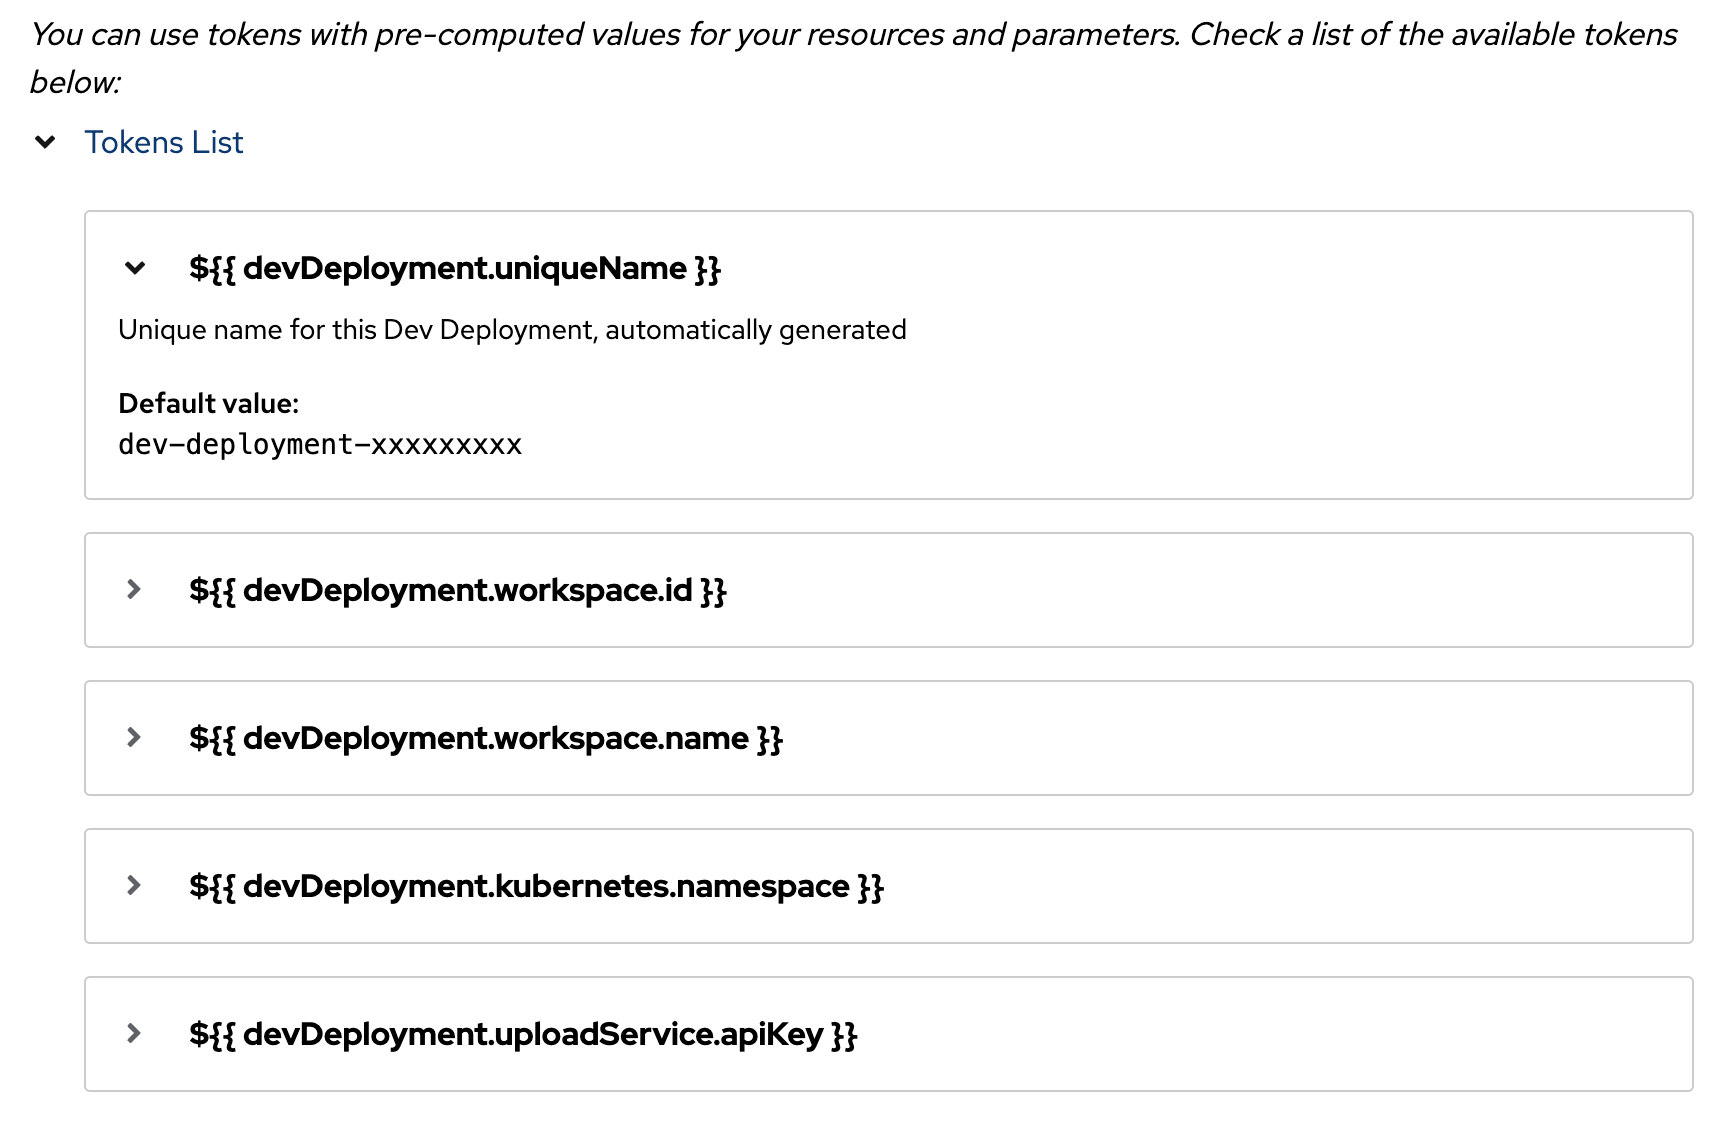 You can use tokens with pre-computed values for your resources and parameters. Check a list of the available tokens
below:
Tokens List
${{ devDeployment.uniqueName }}
Unique name for this Dev Deployment, automatically generated
Default value:
dev-deployment-xxxxxxxxx
${{ devDeployment.workspace.id }}
${{ devDeployment.workspace.name }}
${{ devDeployment.kubernetes.namespace }}
${{ devDeployment.uploadService.apiKey }}